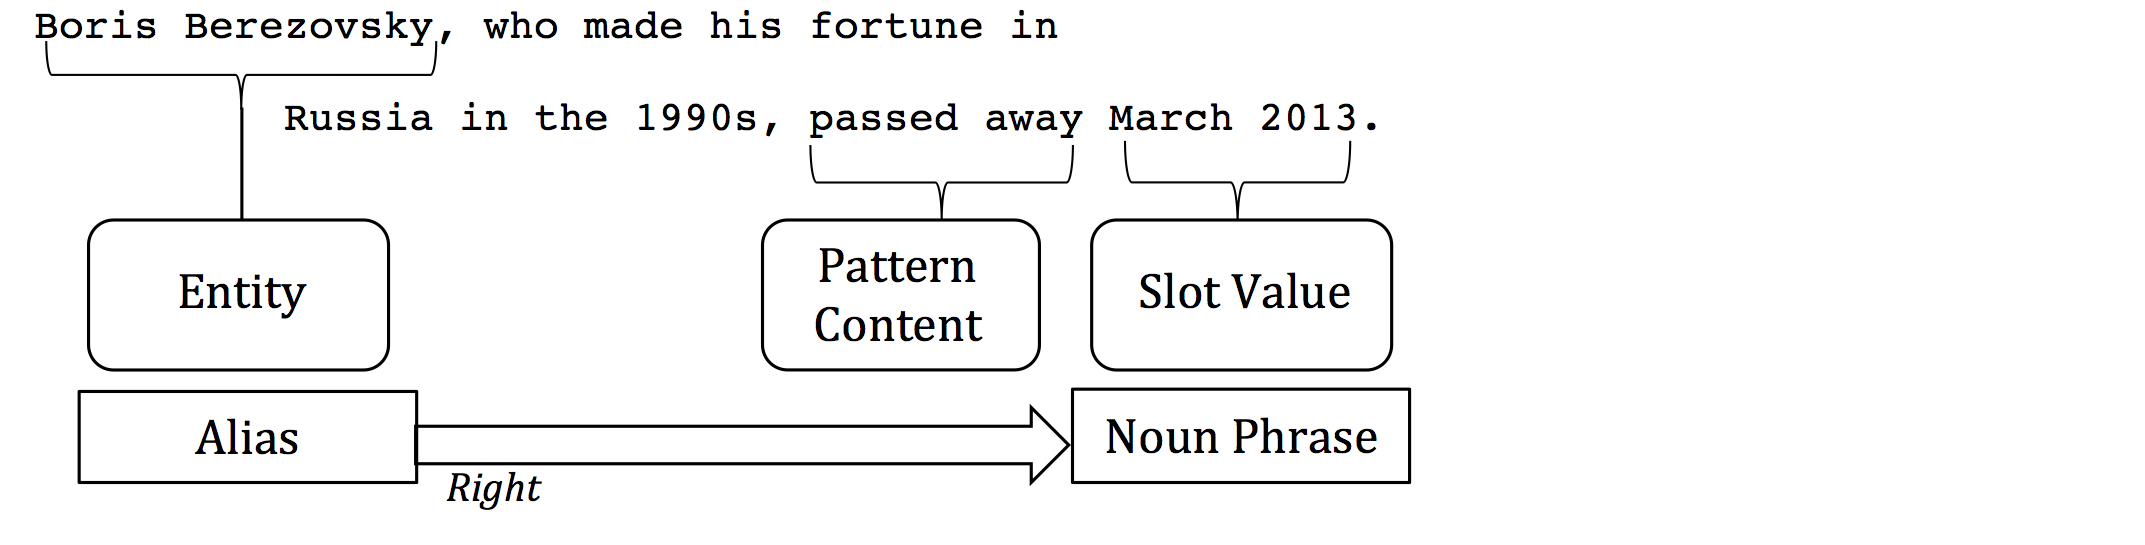 Boris Berezovsky, who made his fortune in
Russia in the 1990s, passed away March 2013.
Entity
Pattern
Content
Slot Value
Alias
Right
Noun Phrase